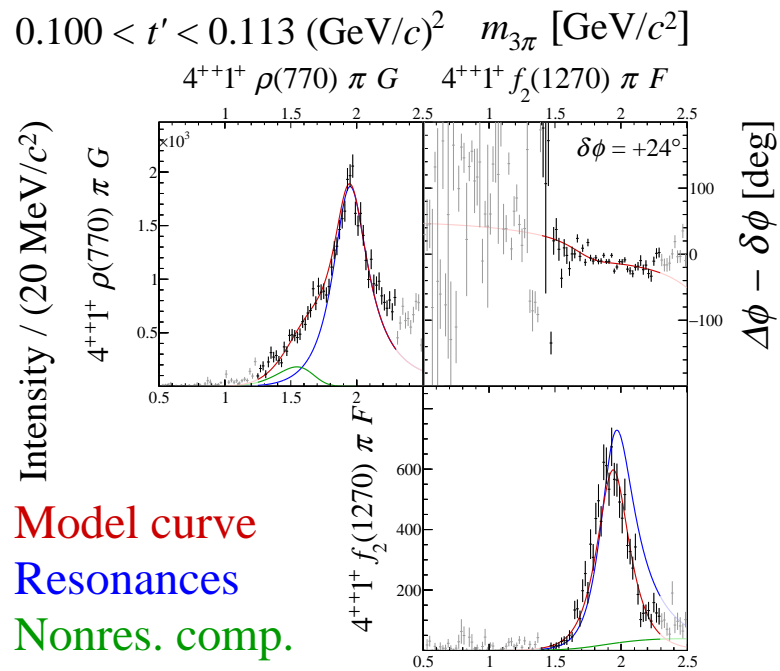 0.100 < t′ < 0.113 (GeV/c)² m₃π [GeV/c²]
4⁺⁺1⁺ ρ(770) π G 4⁺⁺1⁺ f₂(1270) π F
1 1.5 2 1 1.5 2 2.5
×10³
δϕ = +24°
2
1.5
1
0.5
100
0
−100
0.5 1 1.5 2 2.5
Intensity / (20 MeV/c²)
4⁺⁺1⁺ ρ(770) π G
Δϕ − δϕ [deg]
4⁺⁺1⁺ f₂(1270) π F
600
400
200
0.5 1 1.5 2 2.5
Model curve
Resonances
Nonres. comp.